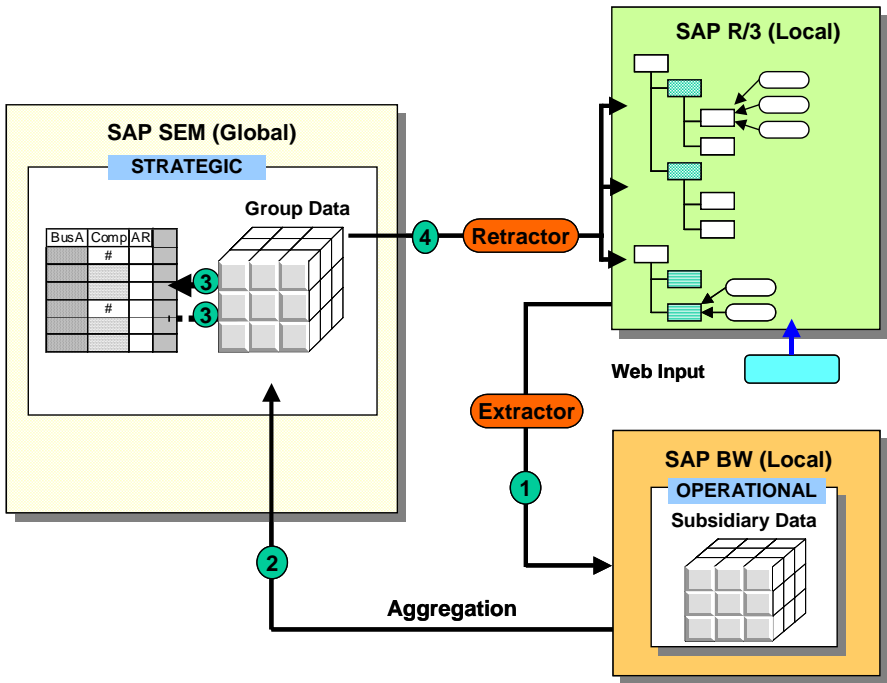 SAP R/3 (Local)
SAP SEM (Global)
STRATEGIC
Group Data
BusA Comp AR
#
#
3
3
4
Retractor
Web Input
Extractor
1
SAP BW (Local)
OPERATIONAL
Subsidiary Data
2
Aggregation